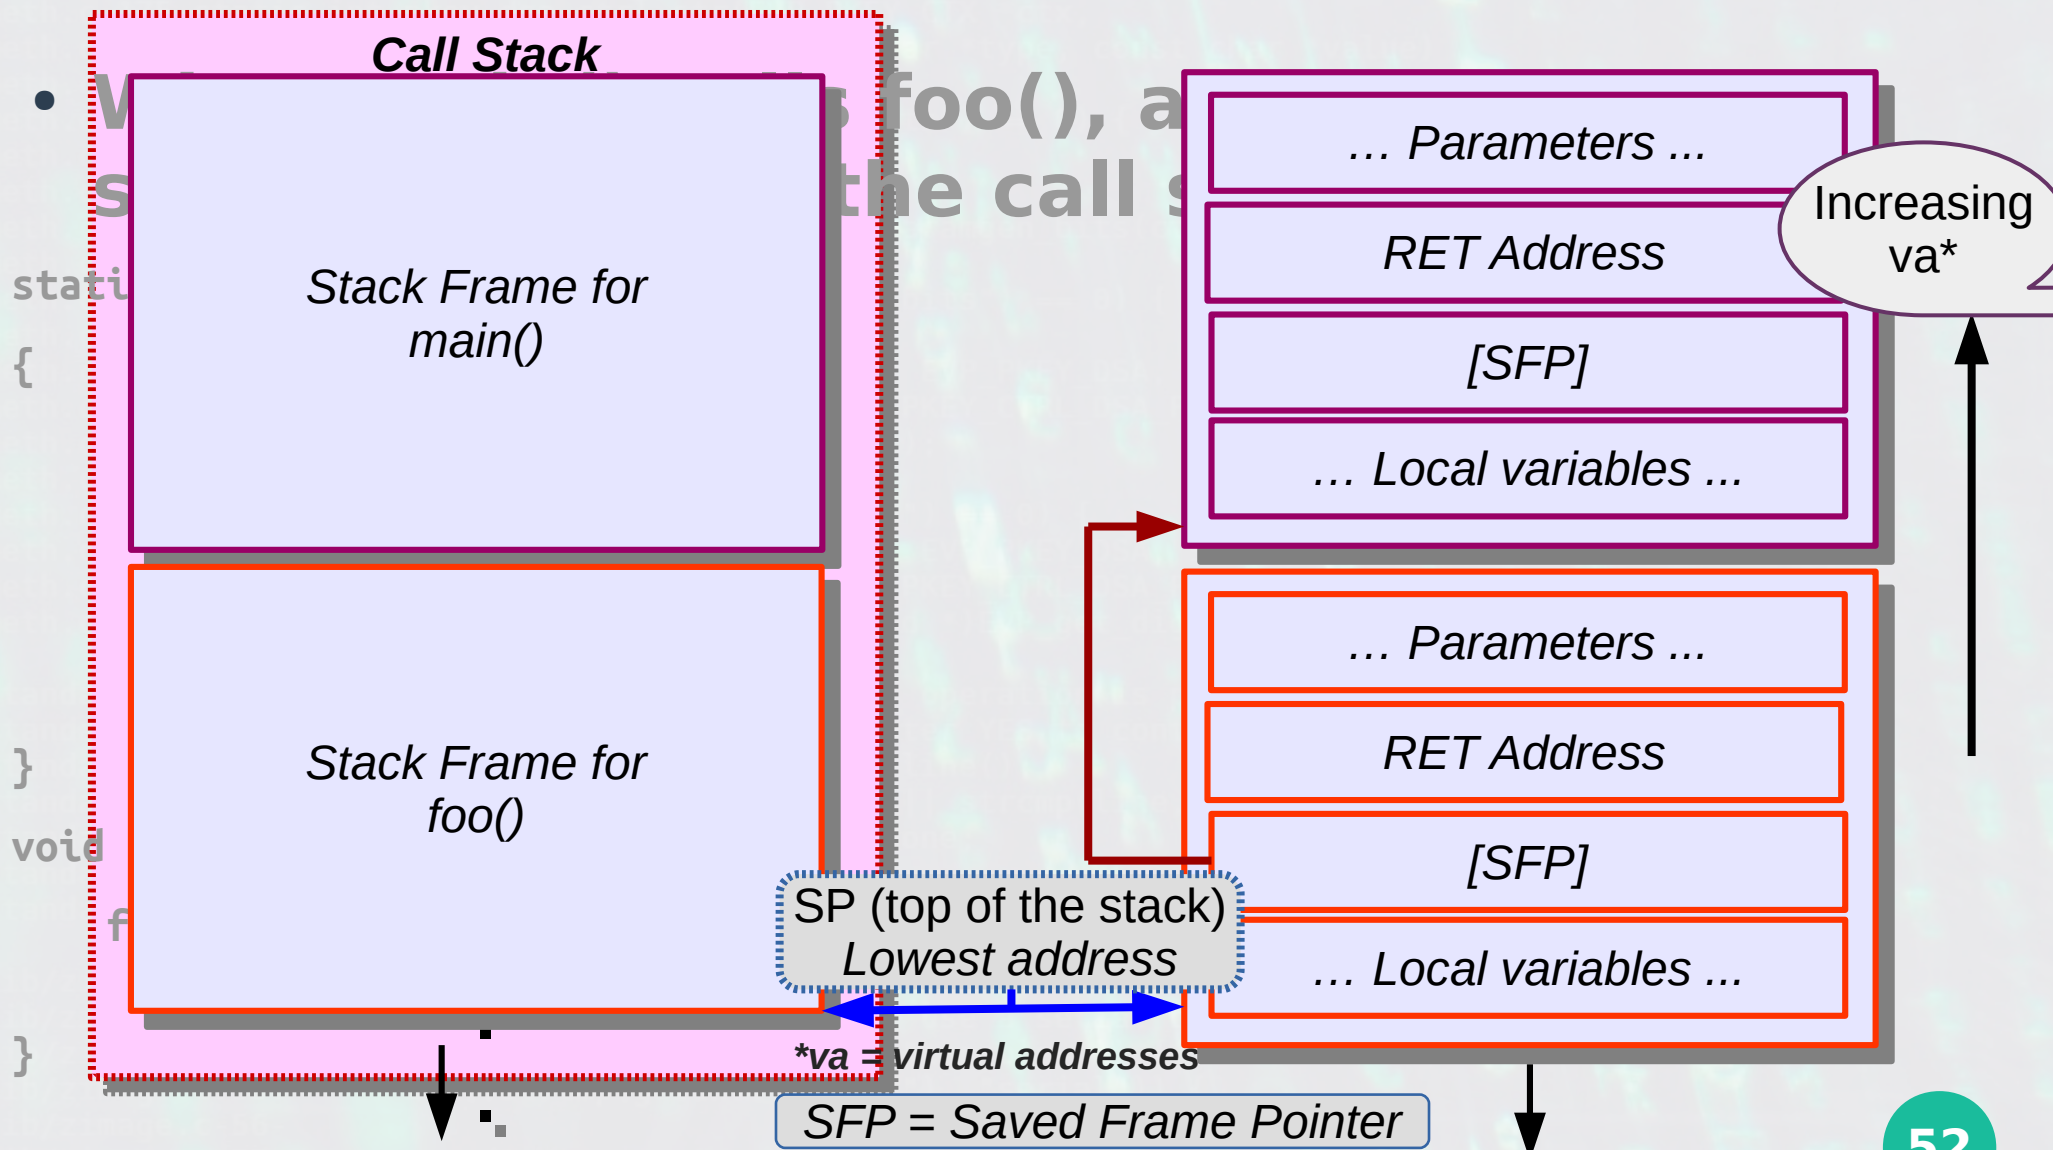 Call Stack
foo(), a
the call
stati
{
}
void
f
}
Stack Frame for
main()
Stack Frame for
foo()
… Parameters ...
RET Address
[SFP]
… Local variables ...
Increasing
va*
… Parameters ...
RET Address
[SFP]
… Local variables ...
SP (top of the stack)
Lowest address
*va = virtual addresses
SFP = Saved Frame Pointer
52